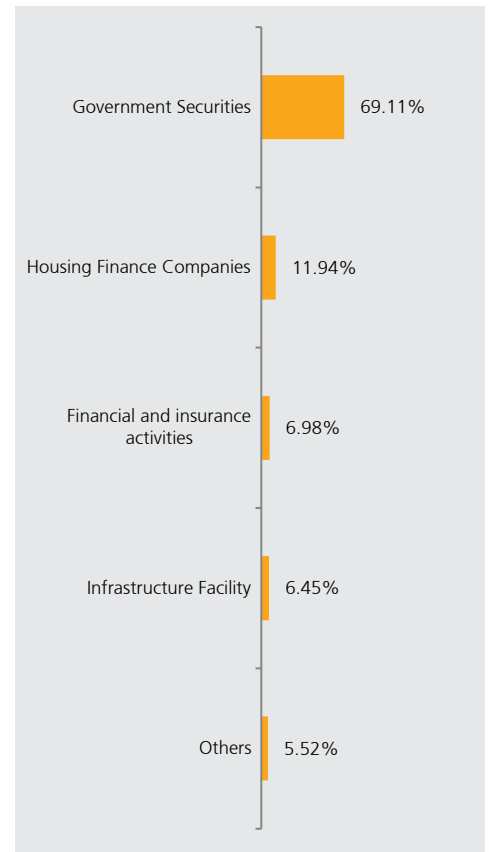 Government Securities 69.11%
Housing Finance Companies 11.94%
Financial and insurance
activities 6.98%
Infrastructure Facility 6.45%
Others 5.52%